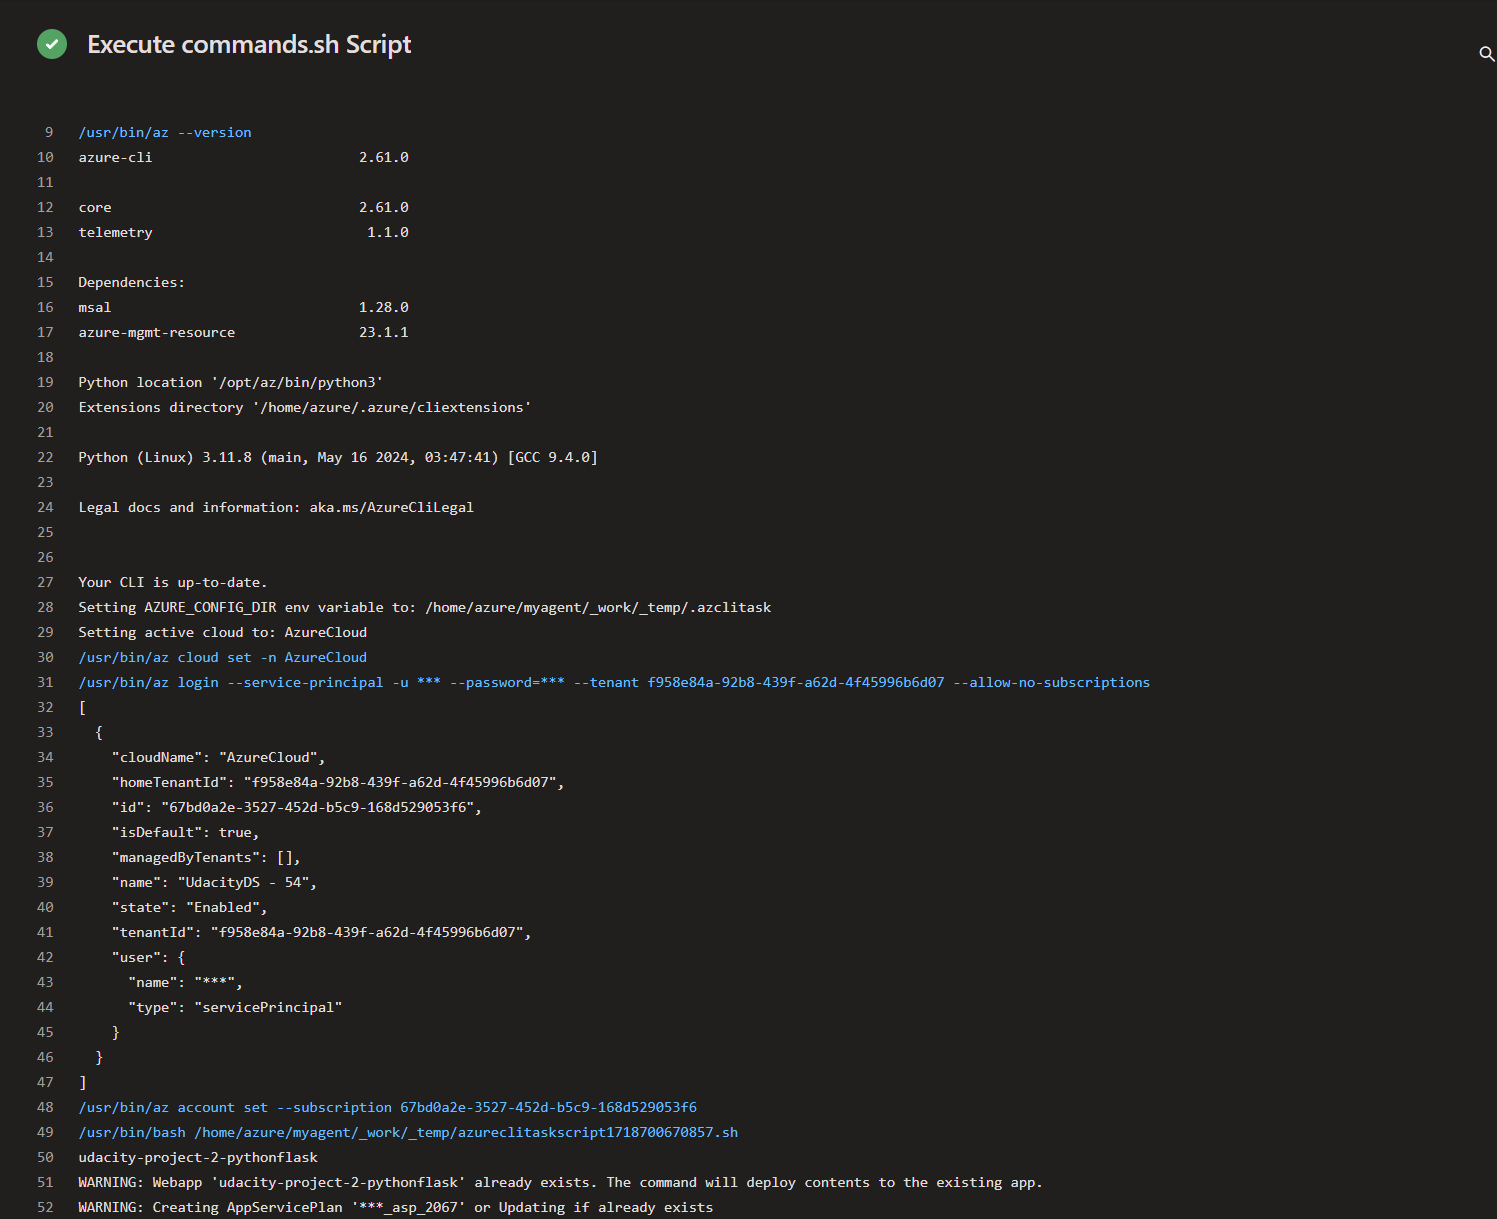 Execute commands.sh Script
9 /usr/bin/az --version
10 azure-cli 2.61.0
11
12 core 2.61.0
13 telemetry 1.1.0
14
15 Dependencies:
16 msal 1.28.0
17 azure-mgmt-resource 23.1.1
18
19 Python location '/opt/az/bin/python3'
20 Extensions directory '/home/azure/.azure/cliextensions'
21
22 Python (Linux) 3.11.8 (main, May 16 2024, 03:47:41) [GCC 9.4.0]
23
24 Legal docs and information: aka.ms/AzureCliLegal
25
26
27 Your CLI is up-to-date.
28 Setting AZURE_CONFIG_DIR env variable to: /home/azure/myagent/_work/_temp/.azclitask
29 Setting active cloud to: AzureCloud
30 /usr/bin/az cloud set -n AzureCloud
31 /usr/bin/az login --service-principal -u *** --password=*** --tenant f958e84a-92b8-439f-a62d-4f45996b6d07 --allow-no-subscriptions
32 [
33 {
34 "cloudName": "AzureCloud",
35 "homeTenantId": "f958e84a-92b8-439f-a62d-4f45996b6d07",
36 "id": "67bd0a2e-3527-452d-b5c9-168d529053f6",
37 "isDefault": true,
38 "managedByTenants": [],
39 "name": "UdacityDS - 54",
40 "state": "Enabled",
41 "tenantId": "f958e84a-92b8-439f-a62d-4f45996b6d07",
42 "user": {
43 "name": "***",
44 "type": "servicePrincipal"
45 }
46 }
47 ]
48 /usr/bin/az account set --subscription 67bd0a2e-3527-452d-b5c9-168d529053f6
49 /usr/bin/bash /home/azure/myagent/_work/_temp/azureclitaskscript1718700670857.sh
50 udacity-project-2-pythonflask
51 WARNING: Webapp 'udacity-project-2-pythonflask' already exists. The command will deploy contents to the existing app.
52 WARNING: Creating AppServicePlan '***_asp_2067' or Updating if already exists